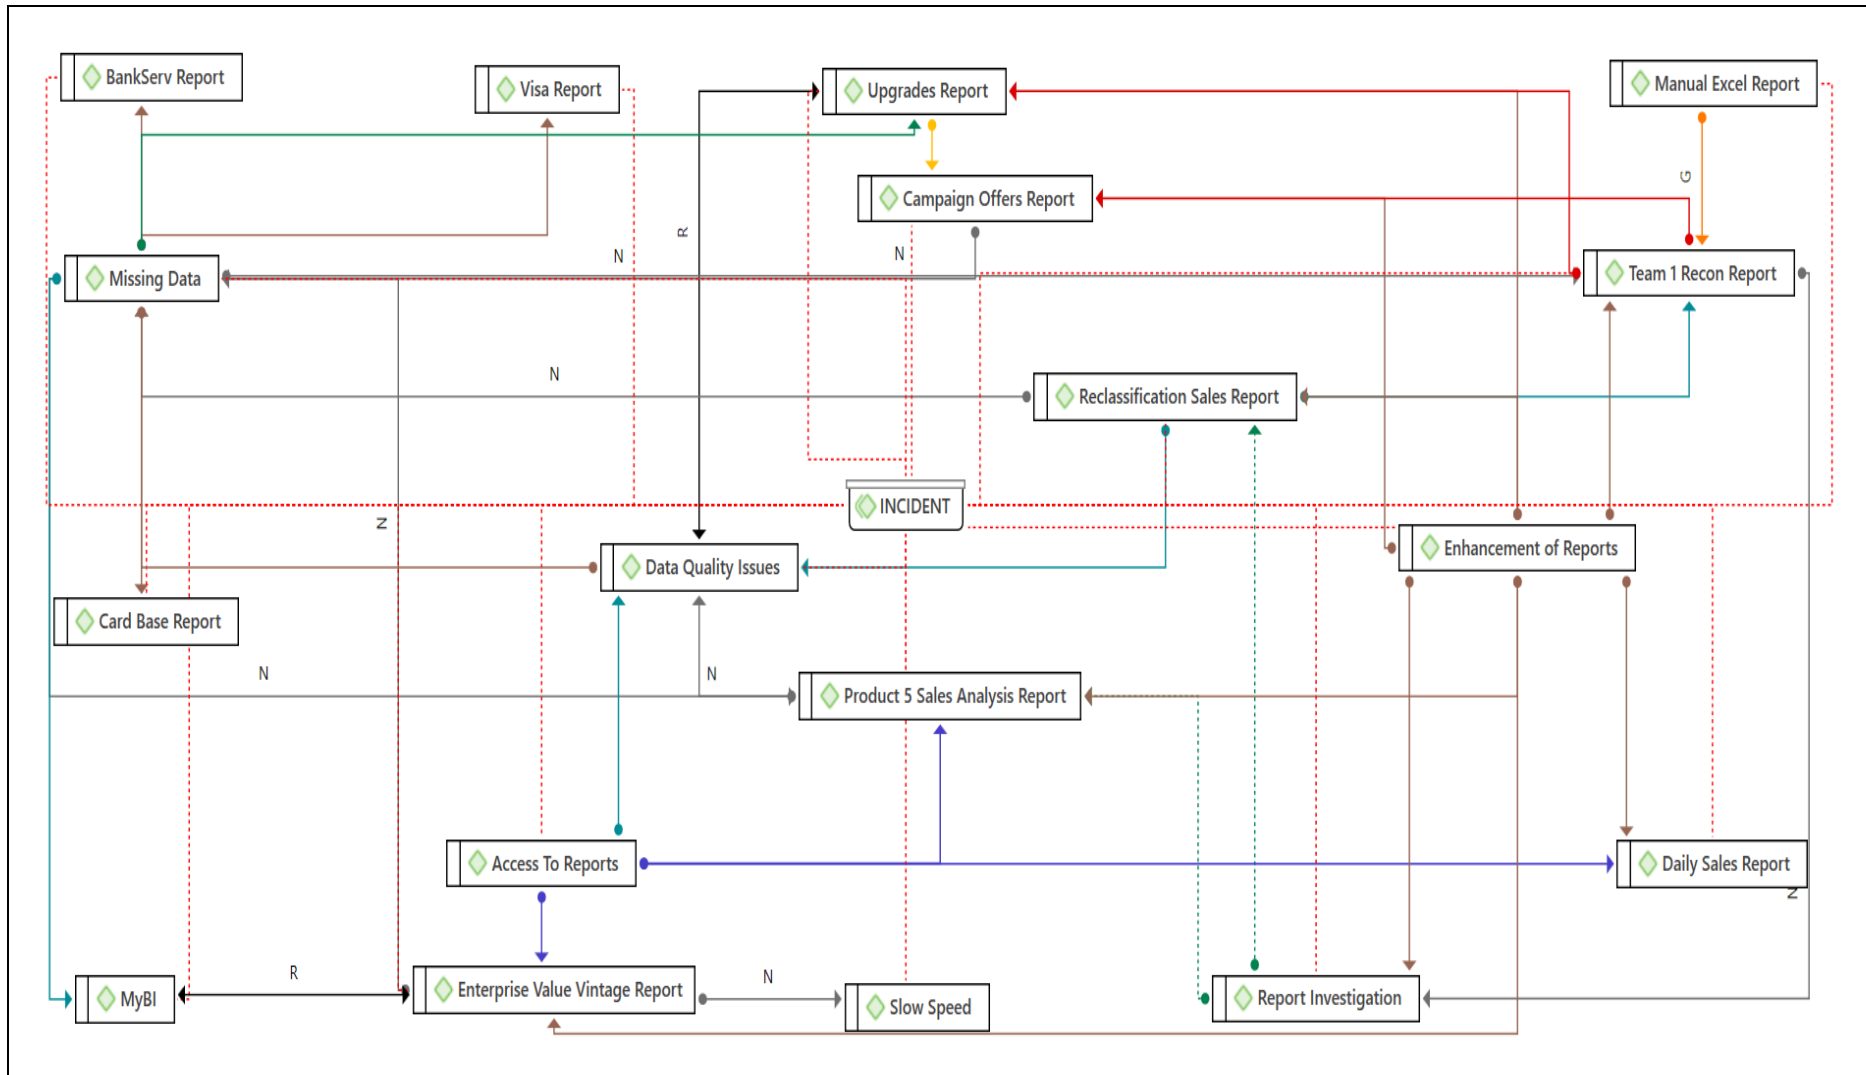 BankServ Report
Visa Report
Upgrades Report
Manual Excel Report
G
Campaign Offers Report
R
N
N
Missing Data
Team 1 Recon Report
N
Reclassification Sales Report
INCIDENT
N
Data Quality Issues
Enhancement of Reports
Card Base Report
N
N
Product 5 Sales Analysis Report
Access To Reports
Daily Sales Report
N
R
N
MyBI
Enterprise Value Vintage Report
Slow Speed
Report Investigation